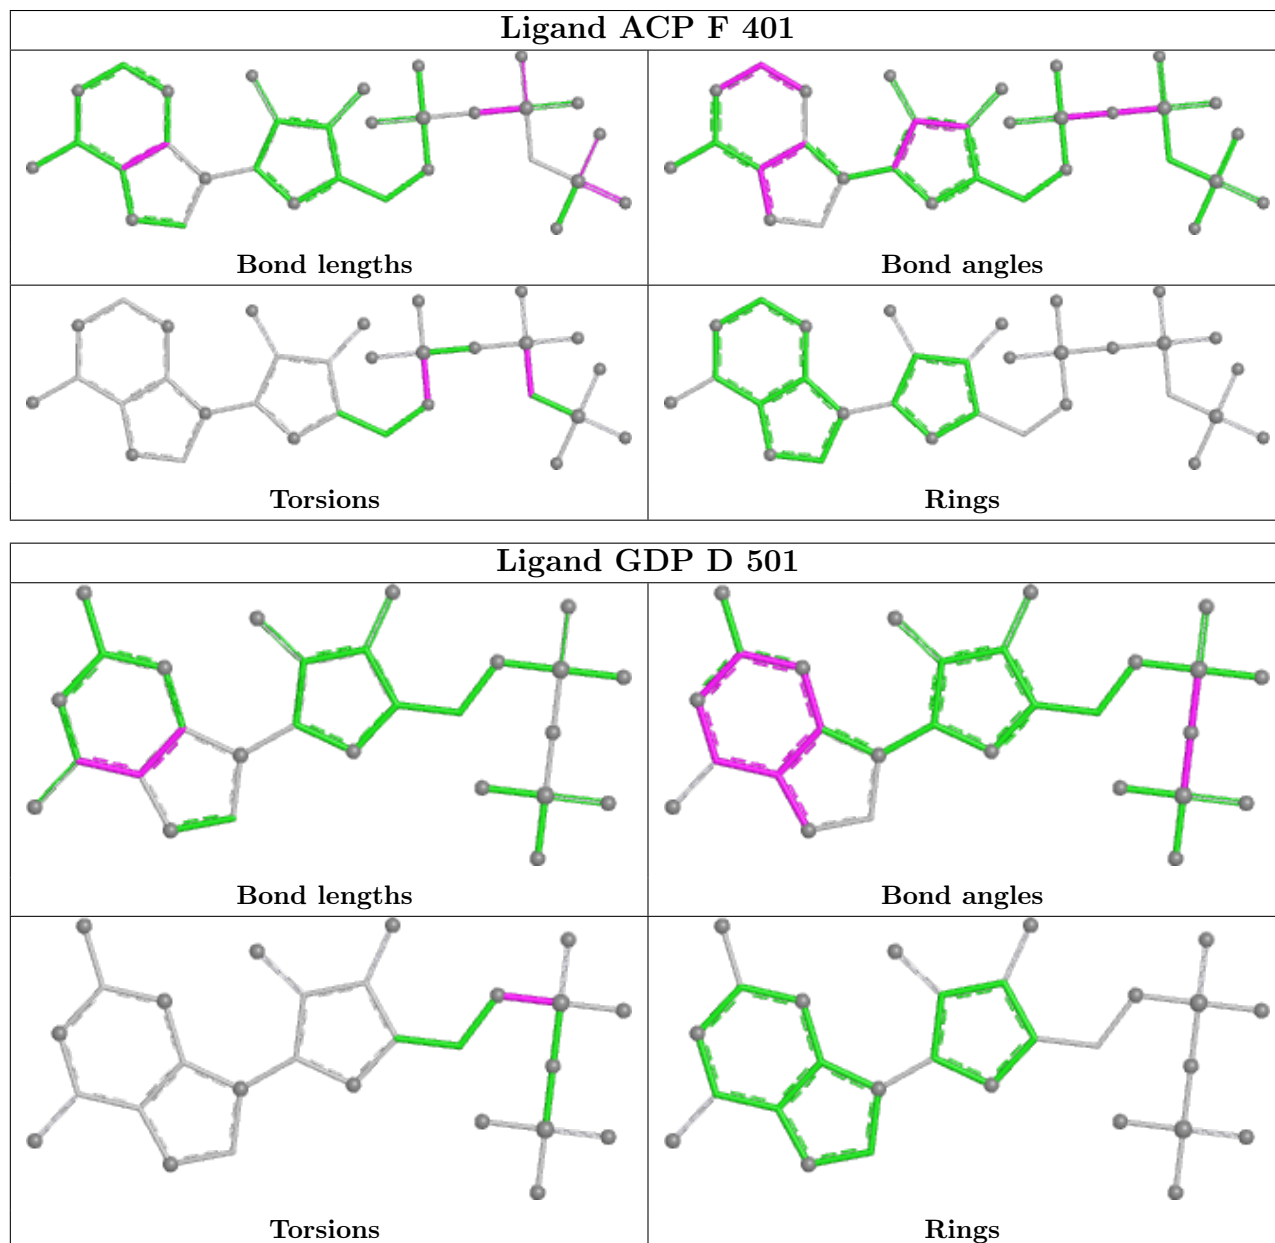 Ligand ACP F 401
Bond lengths
Bond angles
Torsions
Rings
Ligand GDP D 501
Bond lengths
Bond angles
Torsions
Rings